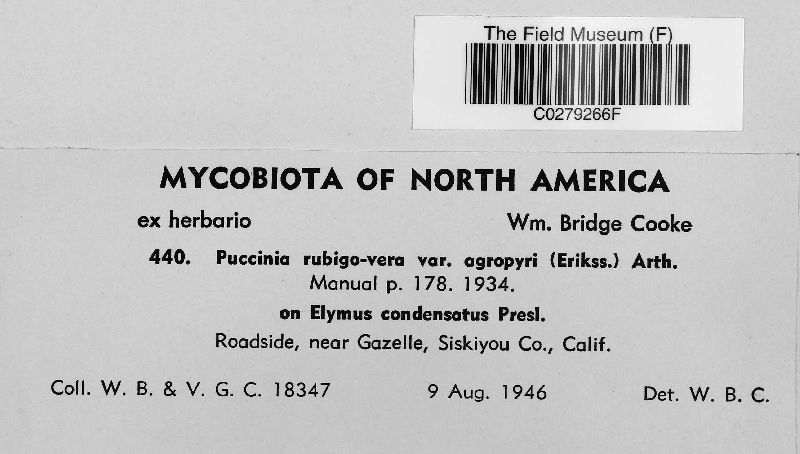 The Field Museum (F)
C0279266F
MYCOBIOTA OF NORTH AMERICA
ex herbario Wm. Bridge Cooke
440. Puccinia rubigo-vera var. agropyri (Erikss.) Arth.
Manual p. 178. 1934.
on Elymus condensatus Presl.
Roadside, near Gazelle, Siskiyou Co., Calif.
Coll. W. B. & V. G. C. 18347 9 Aug. 1946 Det. W. B. C.